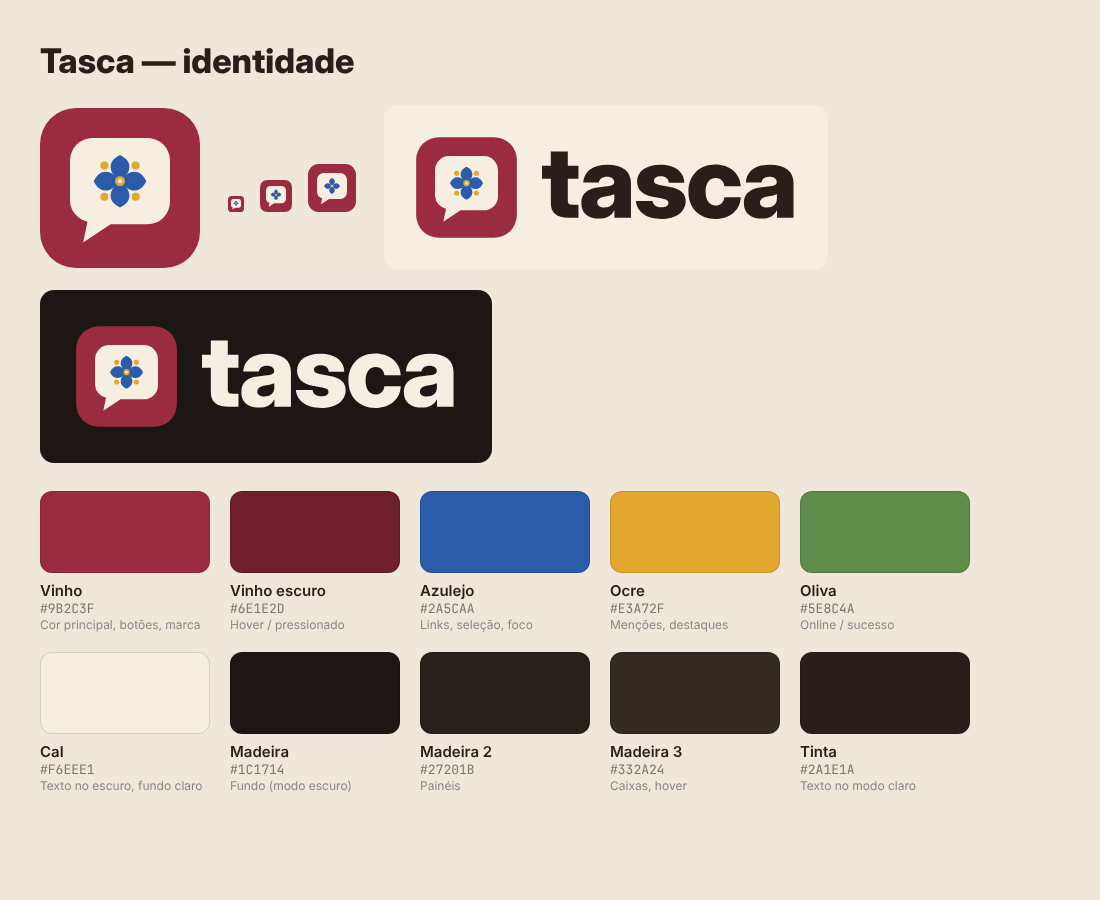 Tasca — identidade
tasca
tasca
Vinho
#9B2C3F
Cor principal, botões, marca
Vinho escuro
#6E1E2D
Hover / pressionado
Azulejo
#2A5CAA
Links, seleção, foco
Ocre
#E3A72F
Menções, destaques
Oliva
#5E8C4A
Online / sucesso
Cal
#F6EEE1
Texto no escuro, fundo claro
Madeira
#1C1714
Fundo (modo escuro)
Madeira 2
#27201B
Painéis
Madeira 3
#332A24
Caixas, hover
Tinta
#2A1E1A
Texto no modo claro